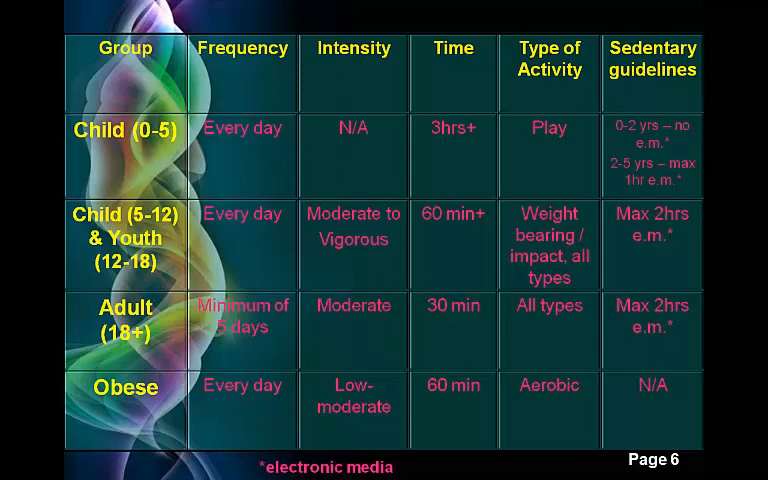 Group Frequency Intensity Time Type of Activity Sedentary guidelines
Child (0-5) Every day N/A 3hrs+ Play 0-2 yrs – no e.m.* 2-5 yrs – max 1hr e.m.*
Child (5-12) & Youth (12-18) Every day Moderate to Vigorous 60 min+ Weight bearing / impact, all types Max 2hrs e.m.*
Adult (18+) Minimum of 5 days Moderate 30 min All types Max 2hrs e.m.*
Obese Every day Low-moderate 60 min Aerobic N/A
*electronic media
Page 6